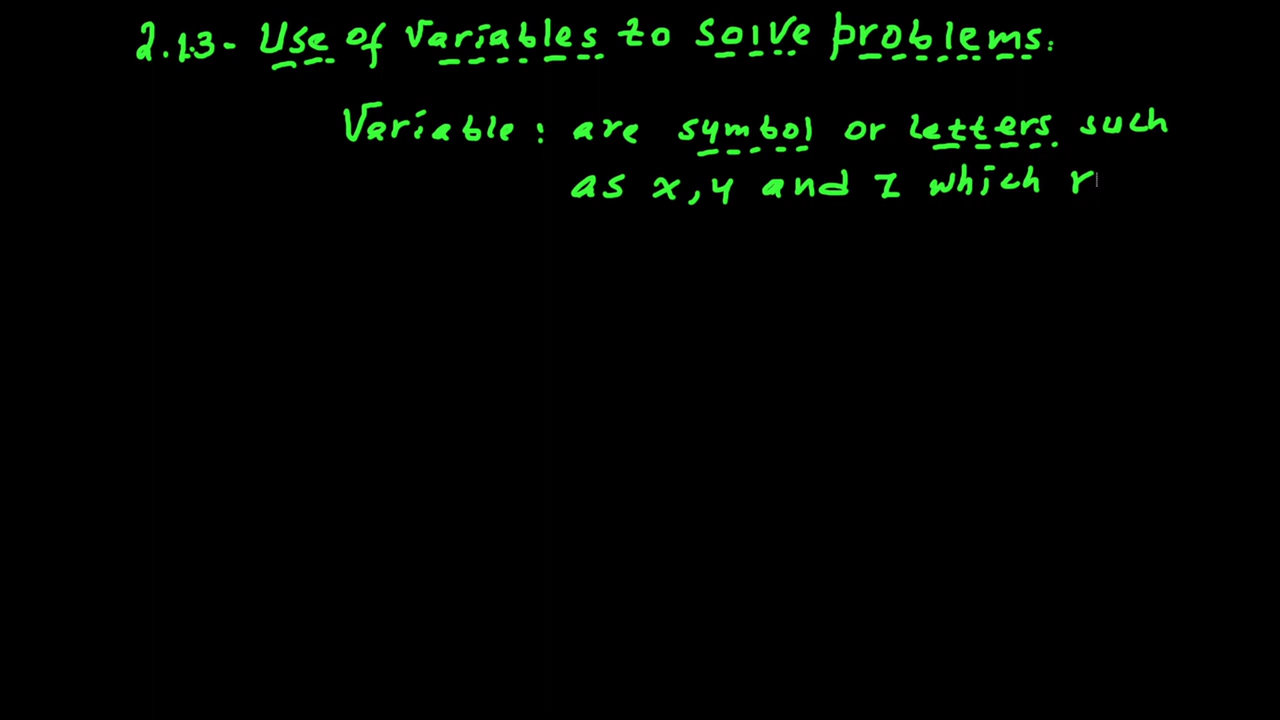 2.1.3- Use of Variables to solve problems:
Variable: are symbol or letters such
as x, y and z which r